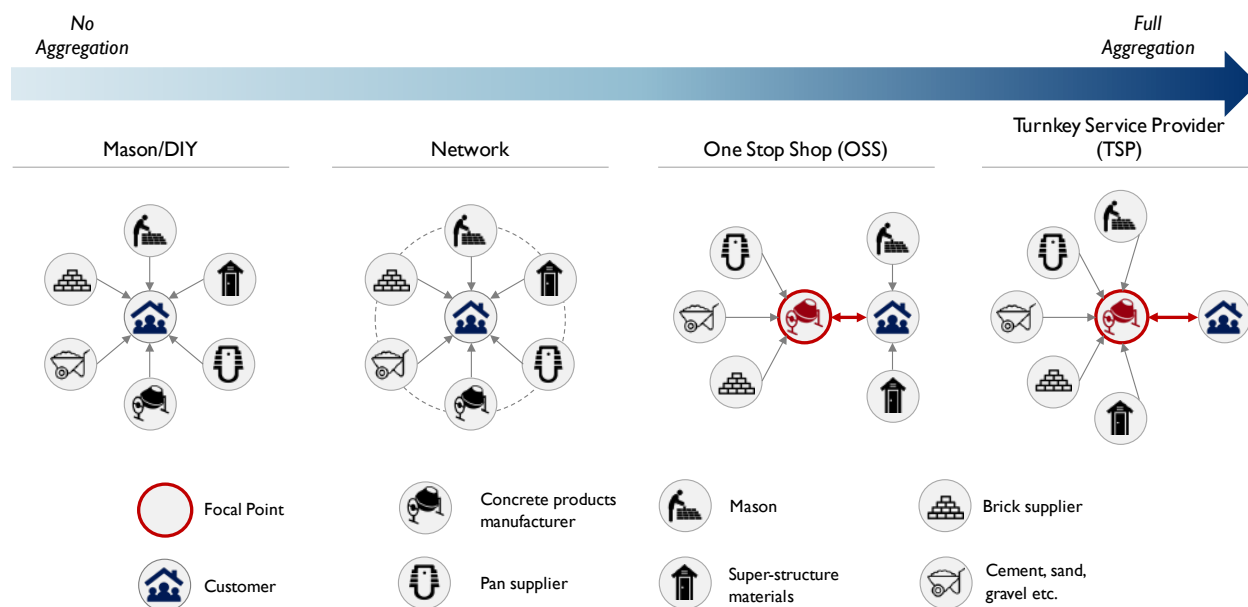 No
Aggregation
Full
Aggregation
Mason/DIY
Network
One Stop Shop (OSS)
Turnkey Service Provider
(TSP)
Focal Point
Concrete products
manufacturer
Mason
Brick supplier
Customer
Pan supplier
Super-structure
materials
Cement, sand,
gravel etc.